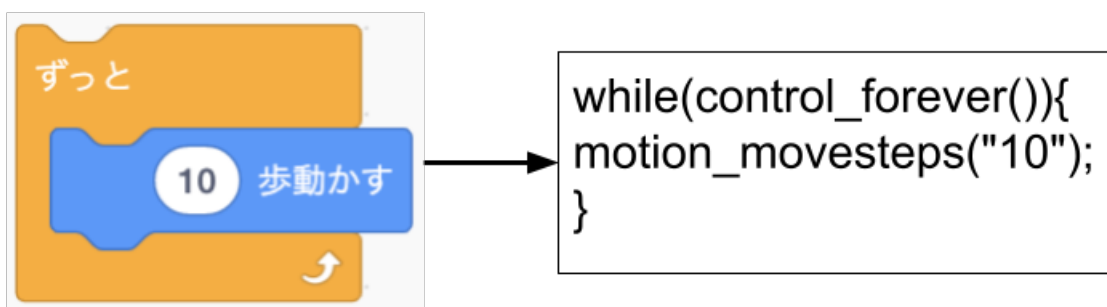 ずっと
10 歩動かす
while(control_forever()){
motion_movesteps("10");
}